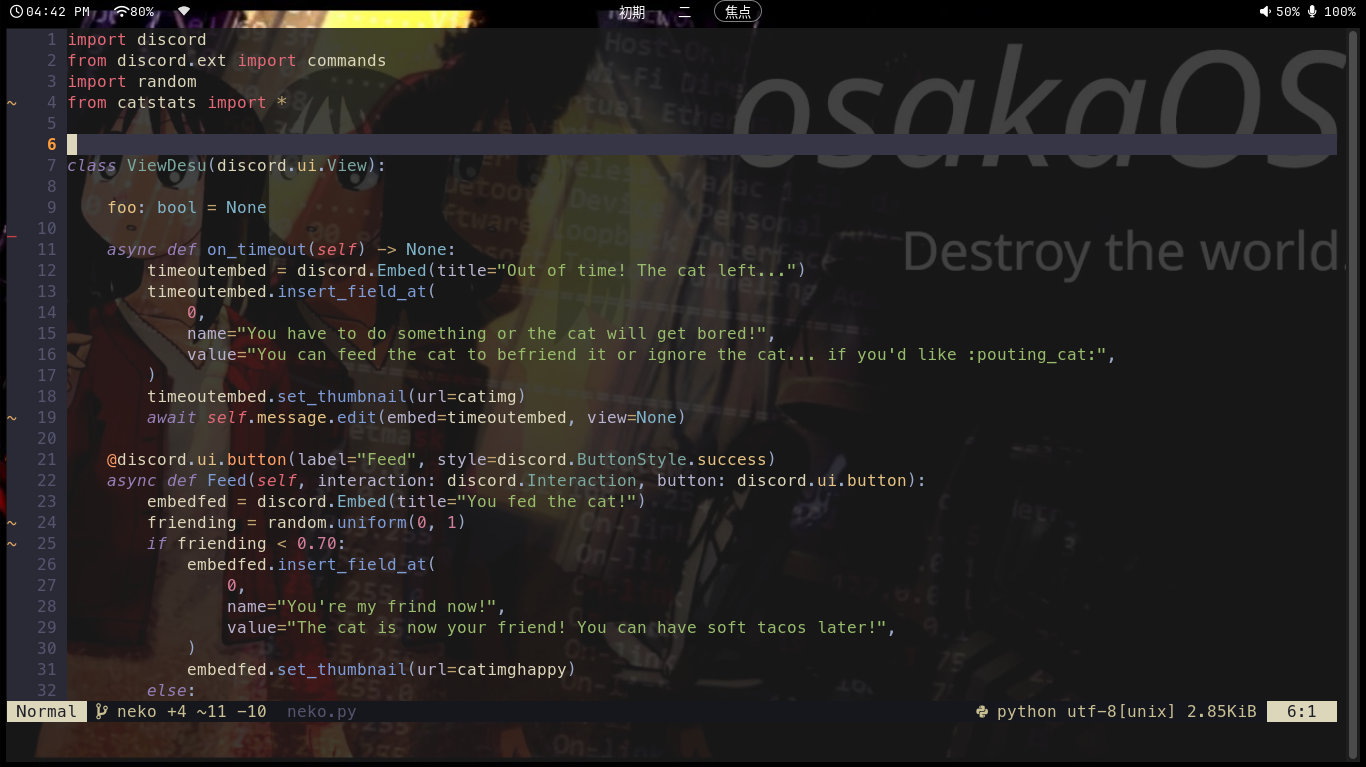 04:42 PM 80% 初期 二 焦点 50% 100%
osakaOS
Destroy the world.
1 import discord
2 from discord.ext import commands
3 import random
~ 4 from catstats import *
5
6
7 class ViewDesu(discord.ui.View):
8
9 foo: bool = None
_ 10
11 async def on_timeout(self) -> None:
12 timeoutembed = discord.Embed(title="Out of time! The cat left...")
13 timeoutembed.insert_field_at(
14 0,
15 name="You have to do something or the cat will get bored!",
16 value="You can feed the cat to befriend it or ignore the cat... if you'd like :pouting_cat:",
17 )
18 timeoutembed.set_thumbnail(url=catimg)
~ 19 await self.message.edit(embed=timeoutembed, view=None)
20
21 @discord.ui.button(label="Feed", style=discord.ButtonStyle.success)
22 async def Feed(self, interaction: discord.Interaction, button: discord.ui.button):
23 embedfed = discord.Embed(title="You fed the cat!")
~ 24 friending = random.uniform(0, 1)
~ 25 if friending < 0.70:
26 embedfed.insert_field_at(
27 0,
28 name="You're my frind now!",
29 value="The cat is now your friend! You can have soft tacos later!",
30 )
31 embedfed.set_thumbnail(url=catimghappy)
32 else:
Normal neko +4 ~11 -10 neko.py python utf-8[unix] 2.85KiB 6:1